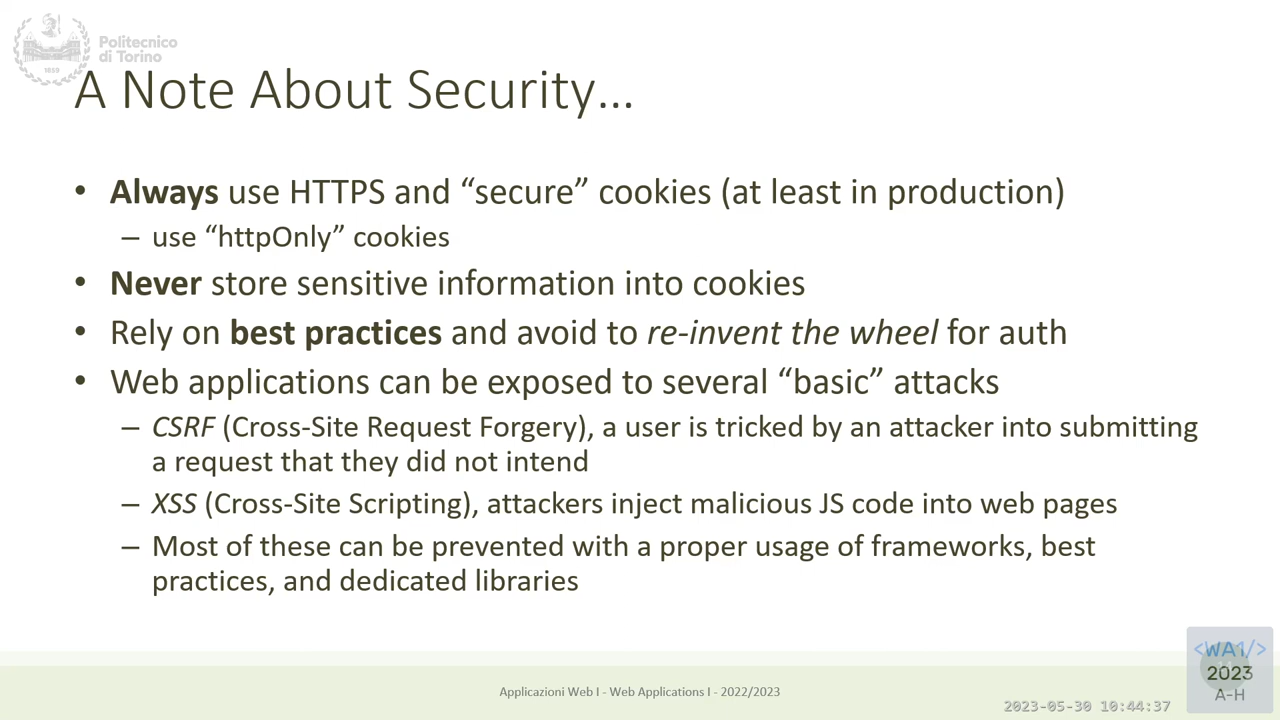 Politecnico
di Torino
1859
A Note About Security…
• Always use HTTPS and “secure” cookies (at least in production)
– use “httpOnly” cookies
• Never store sensitive information into cookies
• Rely on best practices and avoid to re-invent the wheel for auth
• Web applications can be exposed to several “basic” attacks
– CSRF (Cross-Site Request Forgery), a user is tricked by an attacker into submitting
a request that they did not intend
– XSS (Cross-Site Scripting), attackers inject malicious JS code into web pages
– Most of these can be prevented with a proper usage of frameworks, best
practices, and dedicated libraries
Applicazioni Web I - Web Applications I - 2022/2023
2023-05-30 10:44:37
<WA1/>
2023
A-H